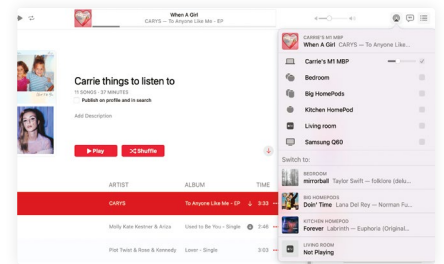 When A Girl
CARYS — To Anyone Like Me - EP
Carrie things to listen to
11 SONGS · 37 MINUTES
Publish on profile and in search
Add Description
Play
Shuffle
ARTIST ALBUM TIME
CARYS To Anyone Like Me - EP 3:33
Molly Kate Kestner & Ariza Used to Be You - Single 3:46
Plot Twist & Rose & Kennedy Lover - Single 3:03
CARRIE'S M1 MBP
When A Girl CARYS — To Anyone Like...
Carrie's M1 MBP
Bedroom
Big HomePods
Kitchen HomePod
Living room
Samsung Q60
Switch to:
BEDROOM
mirrorball Taylor Swift — folklore (delu...
BIG HOMEPODS
Doin' Time Lana Del Rey — Norman Fu...
KITCHEN HOMEPOD
Forever Labrinth — Euphoria (Original...
LIVING ROOM
Not Playing